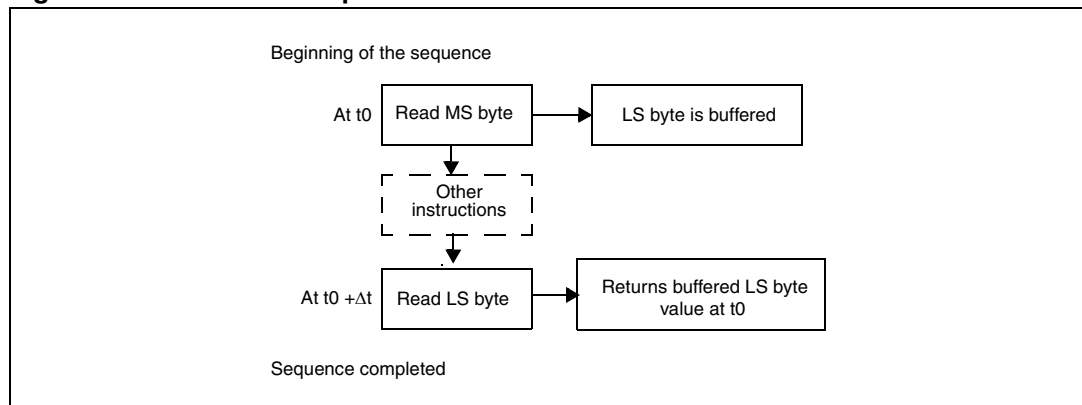 Beginning of the sequence
At t0
Read MS byte
LS byte is buffered
Other
instructions
At t0 +Δt
Read LS byte
Returns buffered LS byte
value at t0
Sequence completed